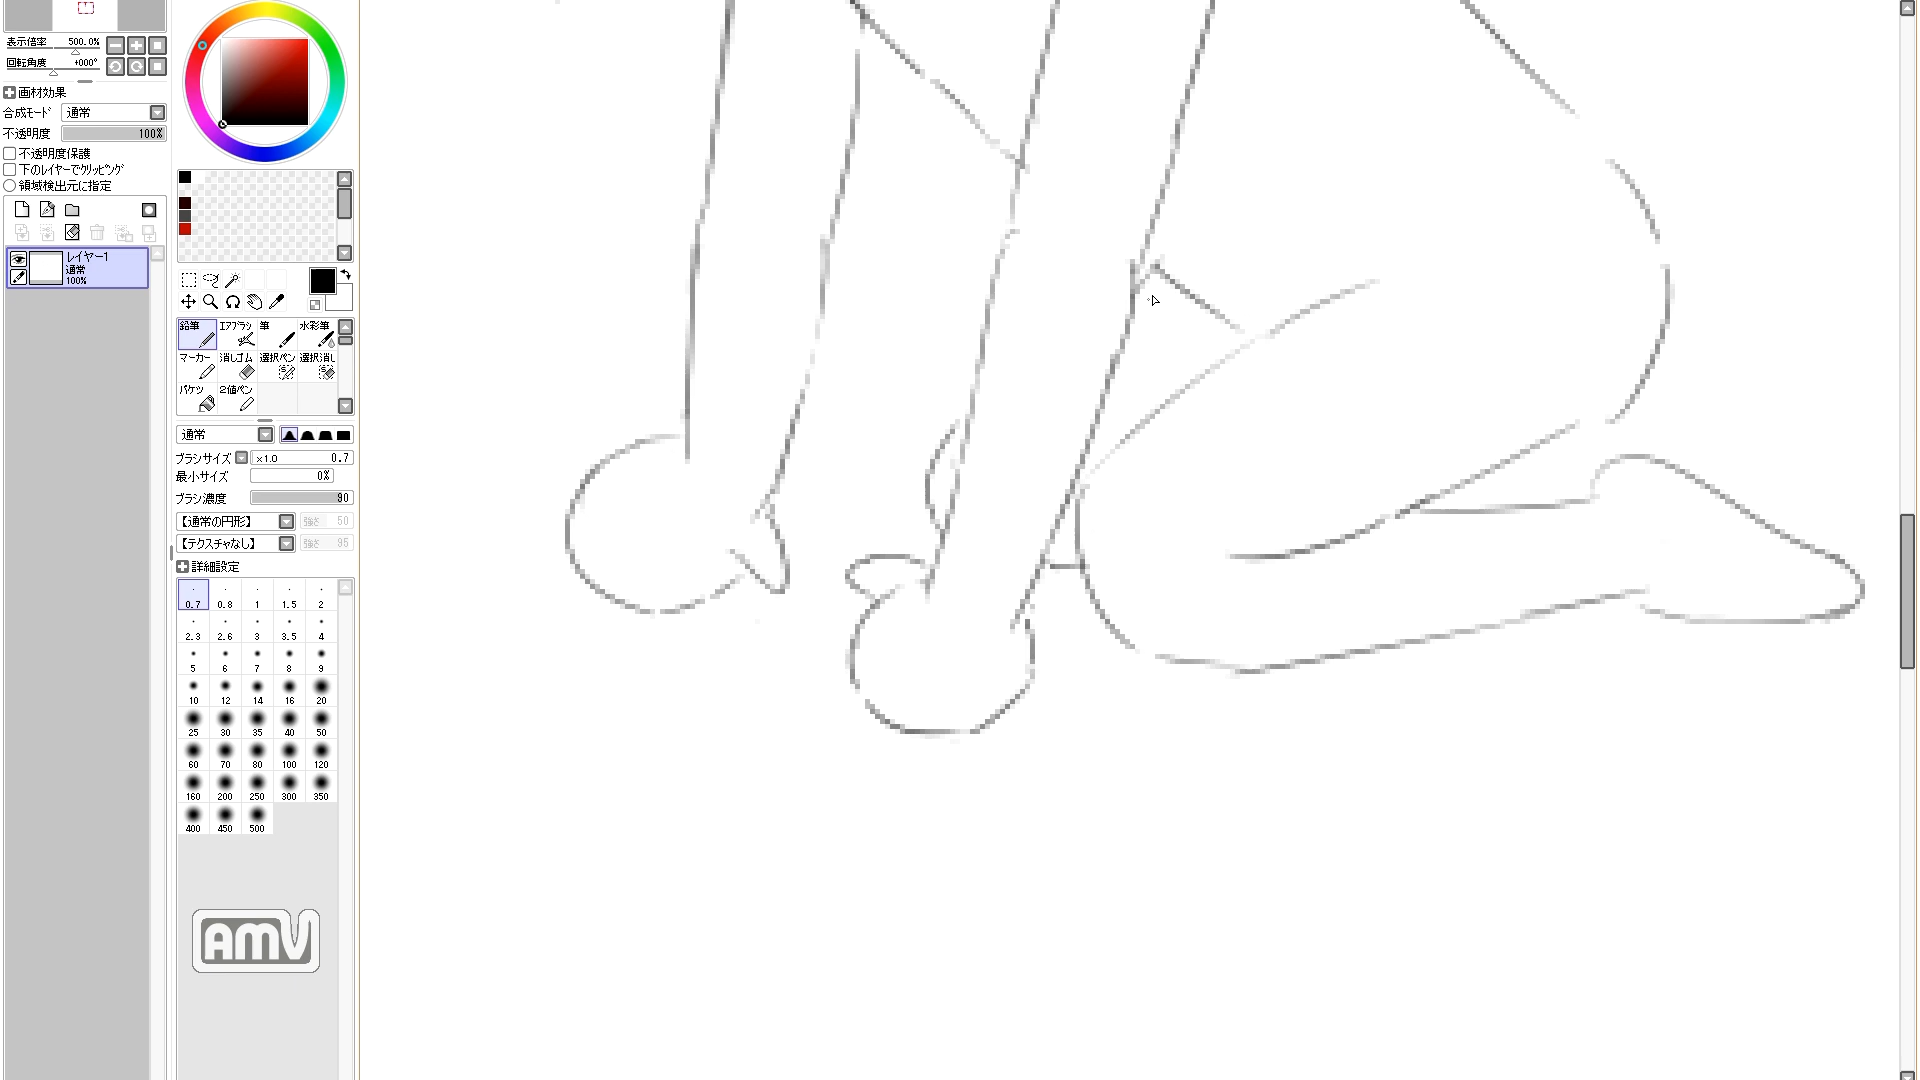 表示倍率 500.0%
回転角度 +000°
画材効果
合成モード 通常
不透明度 100%
不透明度保護
下のレイヤーでクリッピング
領域検出元に指定
レイヤー1
通常
100%
鉛筆 エアブラシ 筆 水彩筆
マーカー 消しゴム 選択ペン 選択消し
バケツ 2値ペン
通常
ブラシサイズ x1.0 0.7
最小サイズ 0%
ブラシ濃度 90
【通常の円形】 強さ 50
【テクスチャなし】 強さ 95
詳細設定
0.7 0.8 1 1.5 2
2.3 2.6 3 3.5 4
5 6 7 8 9
10 12 14 16 20
25 30 35 40 50
60 70 80 100 120
160 200 250 300 350
400 450 500
AMV